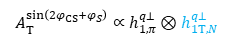 A_T^{sin(2φ_CS+φ_S)} ∝ h_{1,π}^{q⊥} ⊗ h_{1T,N}^{q⊥}